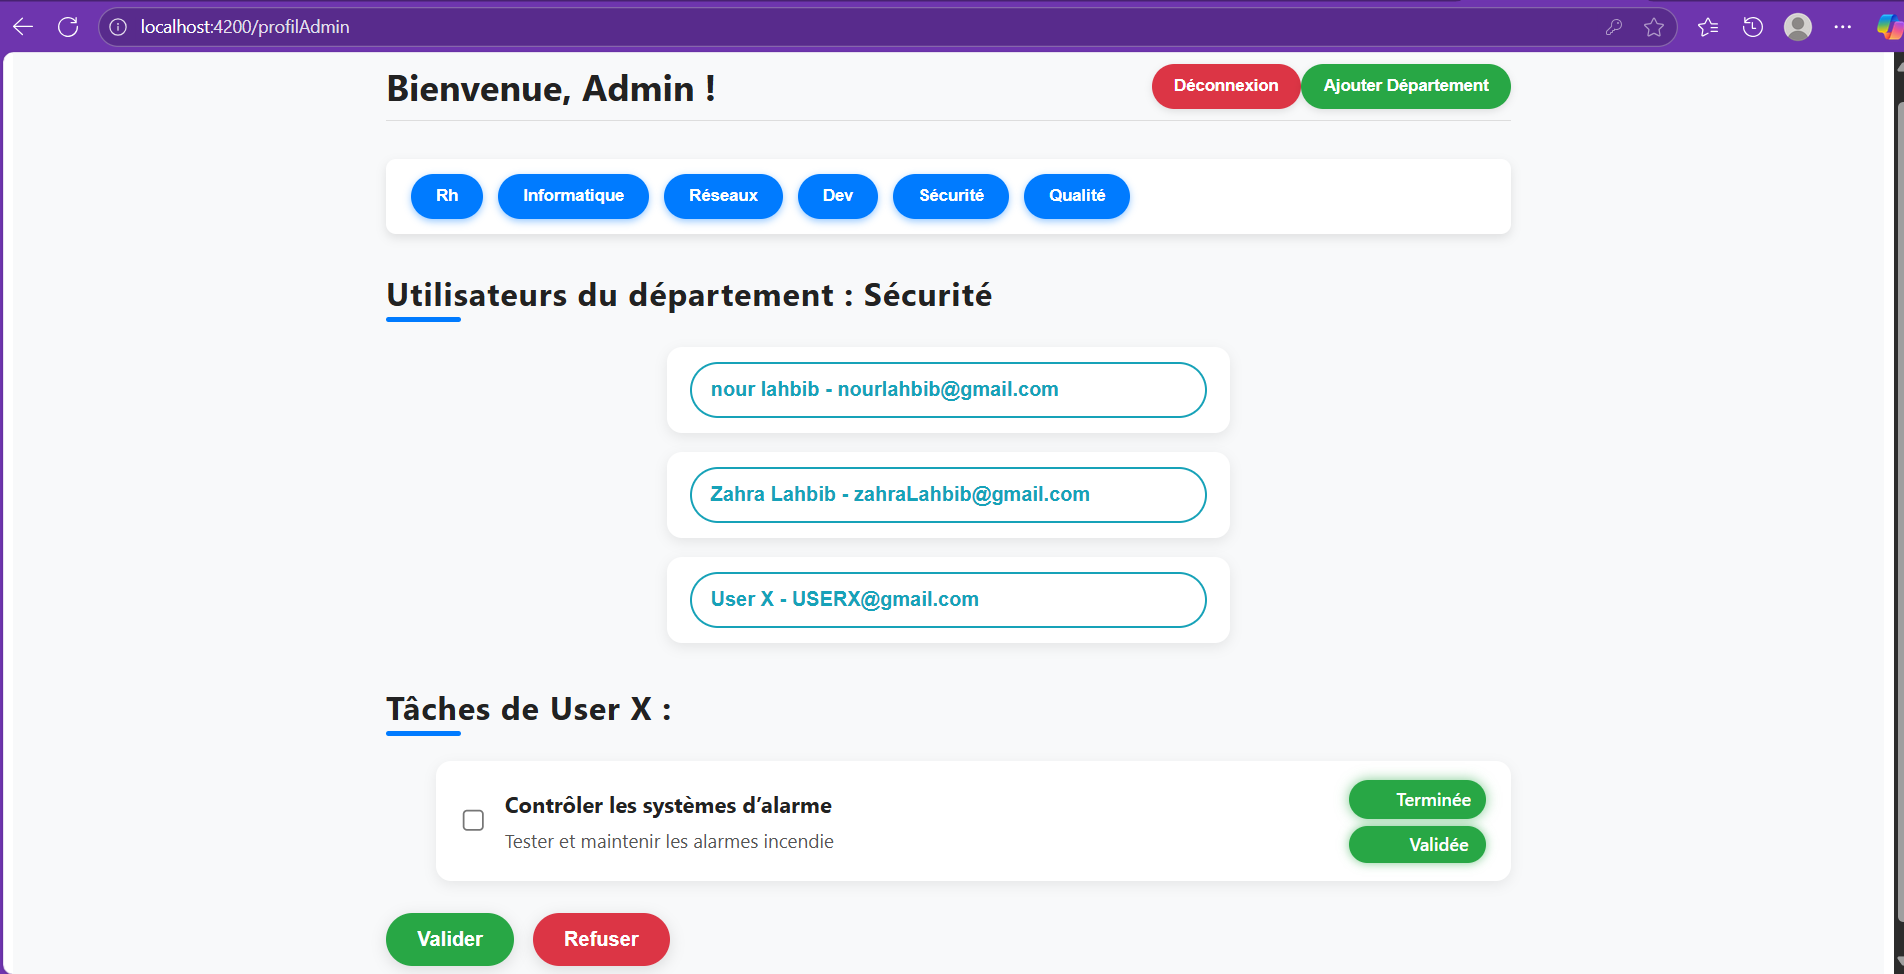 localhost:4200/profilAdmin
Bienvenue, Admin !
Déconnexion
Ajouter Département
Rh
Informatique
Réseaux
Dev
Sécurité
Qualité
Utilisateurs du département : Sécurité
nour lahbib - nourlahbib@gmail.com
Zahra Lahbib - zahraLahbib@gmail.com
User X - USERX@gmail.com
Tâches de User X :
Contrôler les systèmes d’alarme
Tester et maintenir les alarmes incendie
Terminée
Validée
Valider
Refuser